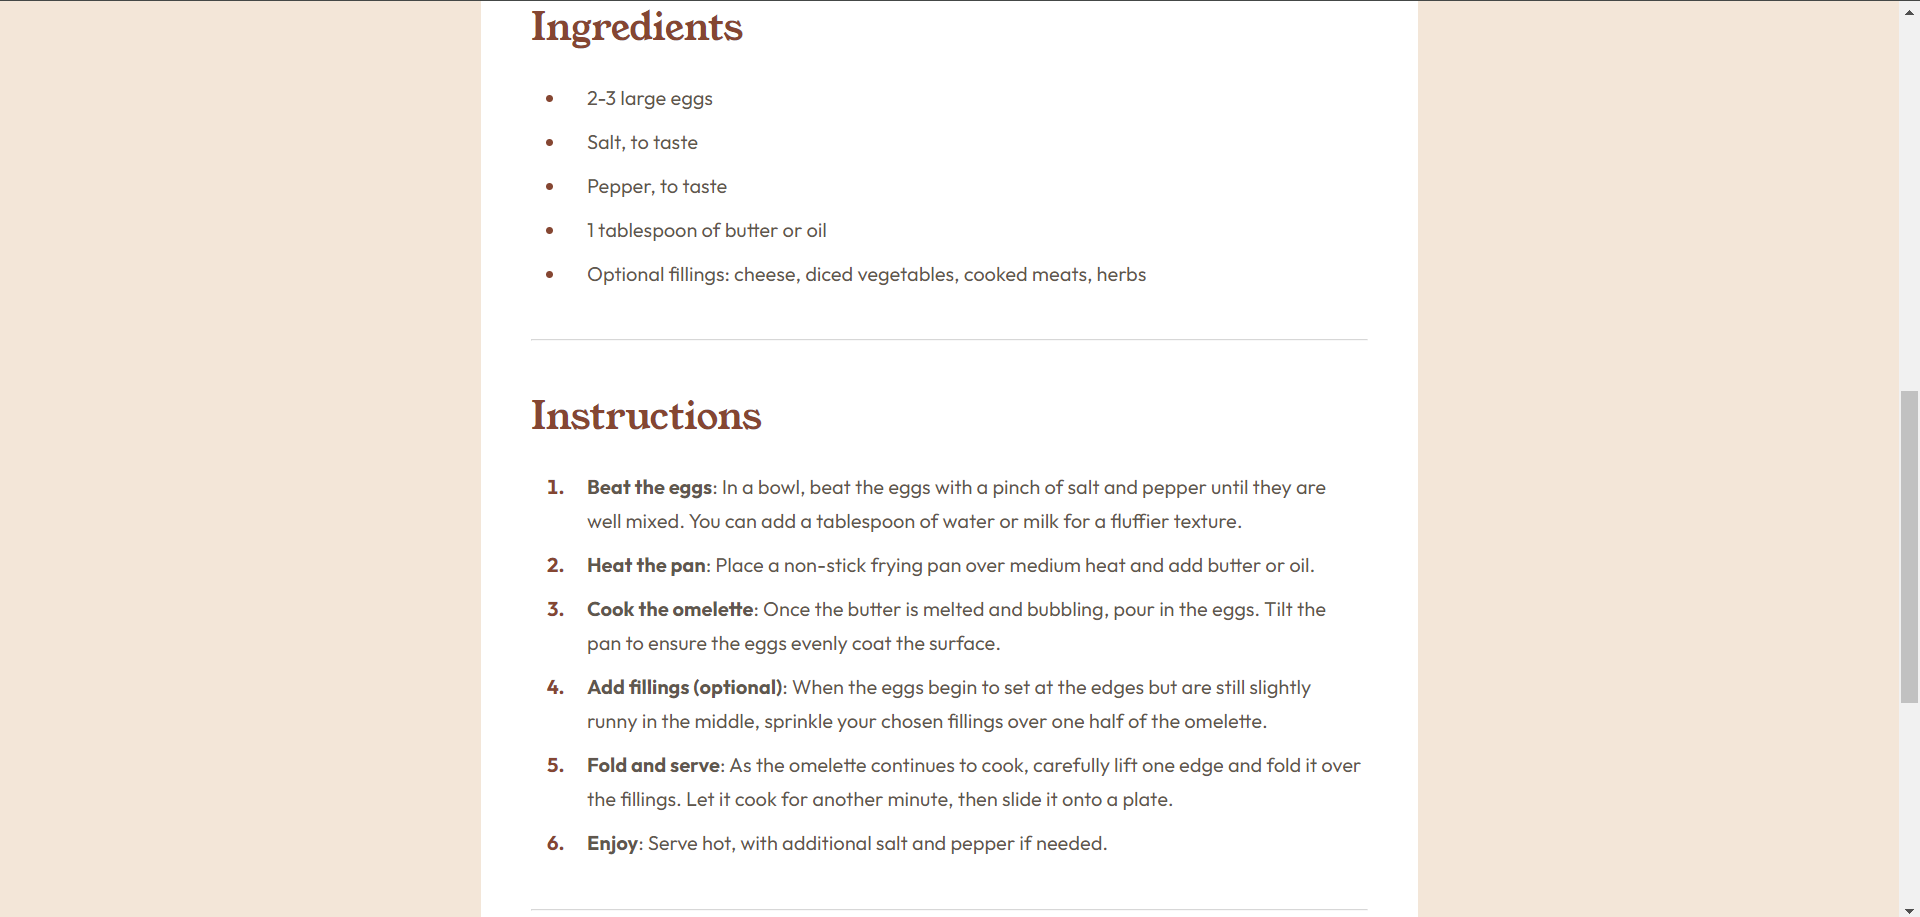 Ingredients
• 2-3 large eggs
• Salt, to taste
• Pepper, to taste
• 1 tablespoon of butter or oil
• Optional fillings: cheese, diced vegetables, cooked meats, herbs
Instructions
1. Beat the eggs: In a bowl, beat the eggs with a pinch of salt and pepper until they are
well mixed. You can add a tablespoon of water or milk for a fluffier texture.
2. Heat the pan: Place a non-stick frying pan over medium heat and add butter or oil.
3. Cook the omelette: Once the butter is melted and bubbling, pour in the eggs. Tilt the
pan to ensure the eggs evenly coat the surface.
4. Add fillings (optional): When the eggs begin to set at the edges but are still slightly
runny in the middle, sprinkle your chosen fillings over one half of the omelette.
5. Fold and serve: As the omelette continues to cook, carefully lift one edge and fold it over
the fillings. Let it cook for another minute, then slide it onto a plate.
6. Enjoy: Serve hot, with additional salt and pepper if needed.